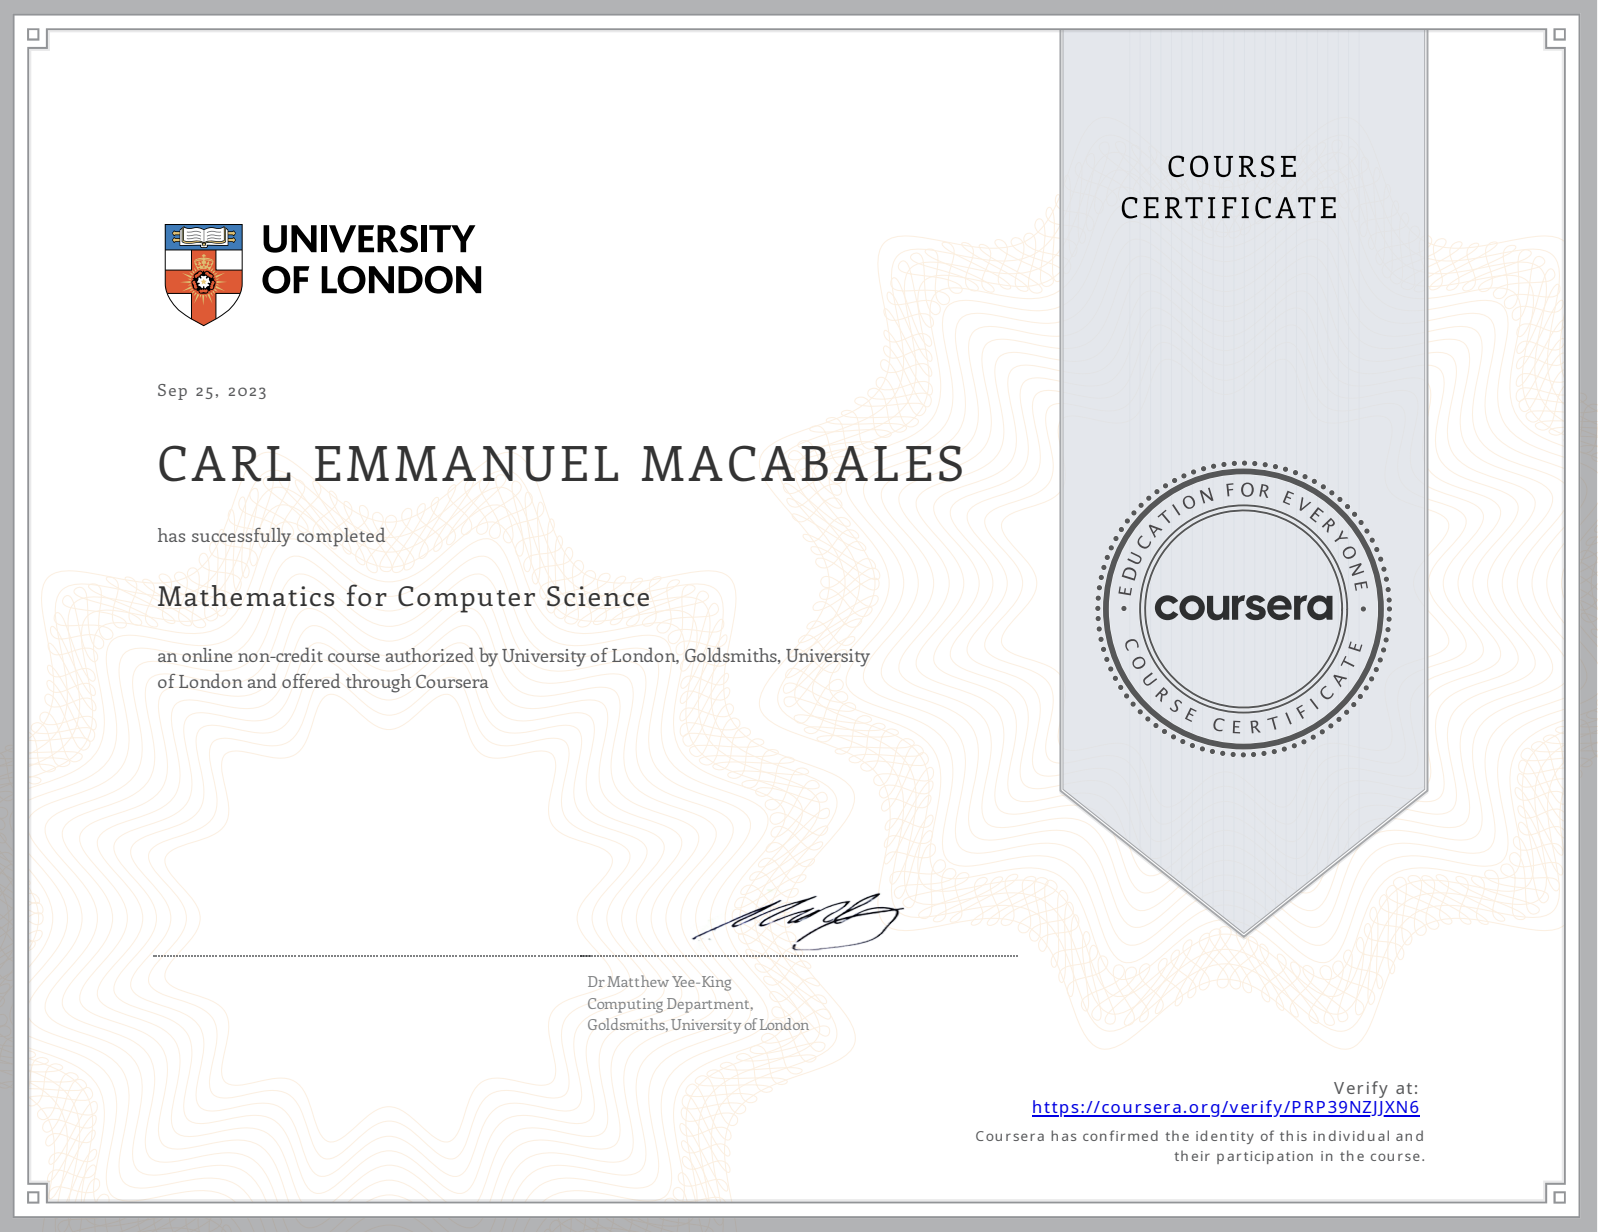 COURSE
CERTIFICATE
UNIVERSITY
OF LONDON
Sep 25, 2023
CARL EMMANUEL MACABALES
has successfully completed
Mathematics for Computer Science
an online non-credit course authorized by University of London, Goldsmiths, University
of London and offered through Coursera
EDUCATION FOR EVERYONE
coursera
COURSE CERTIFICATE
Dr Matthew Yee-King
Computing Department,
Goldsmiths, University of London
Verify at:
https://coursera.org/verify/PRP39NZJJXN6
Coursera has confirmed the identity of this individual and
their participation in the course.